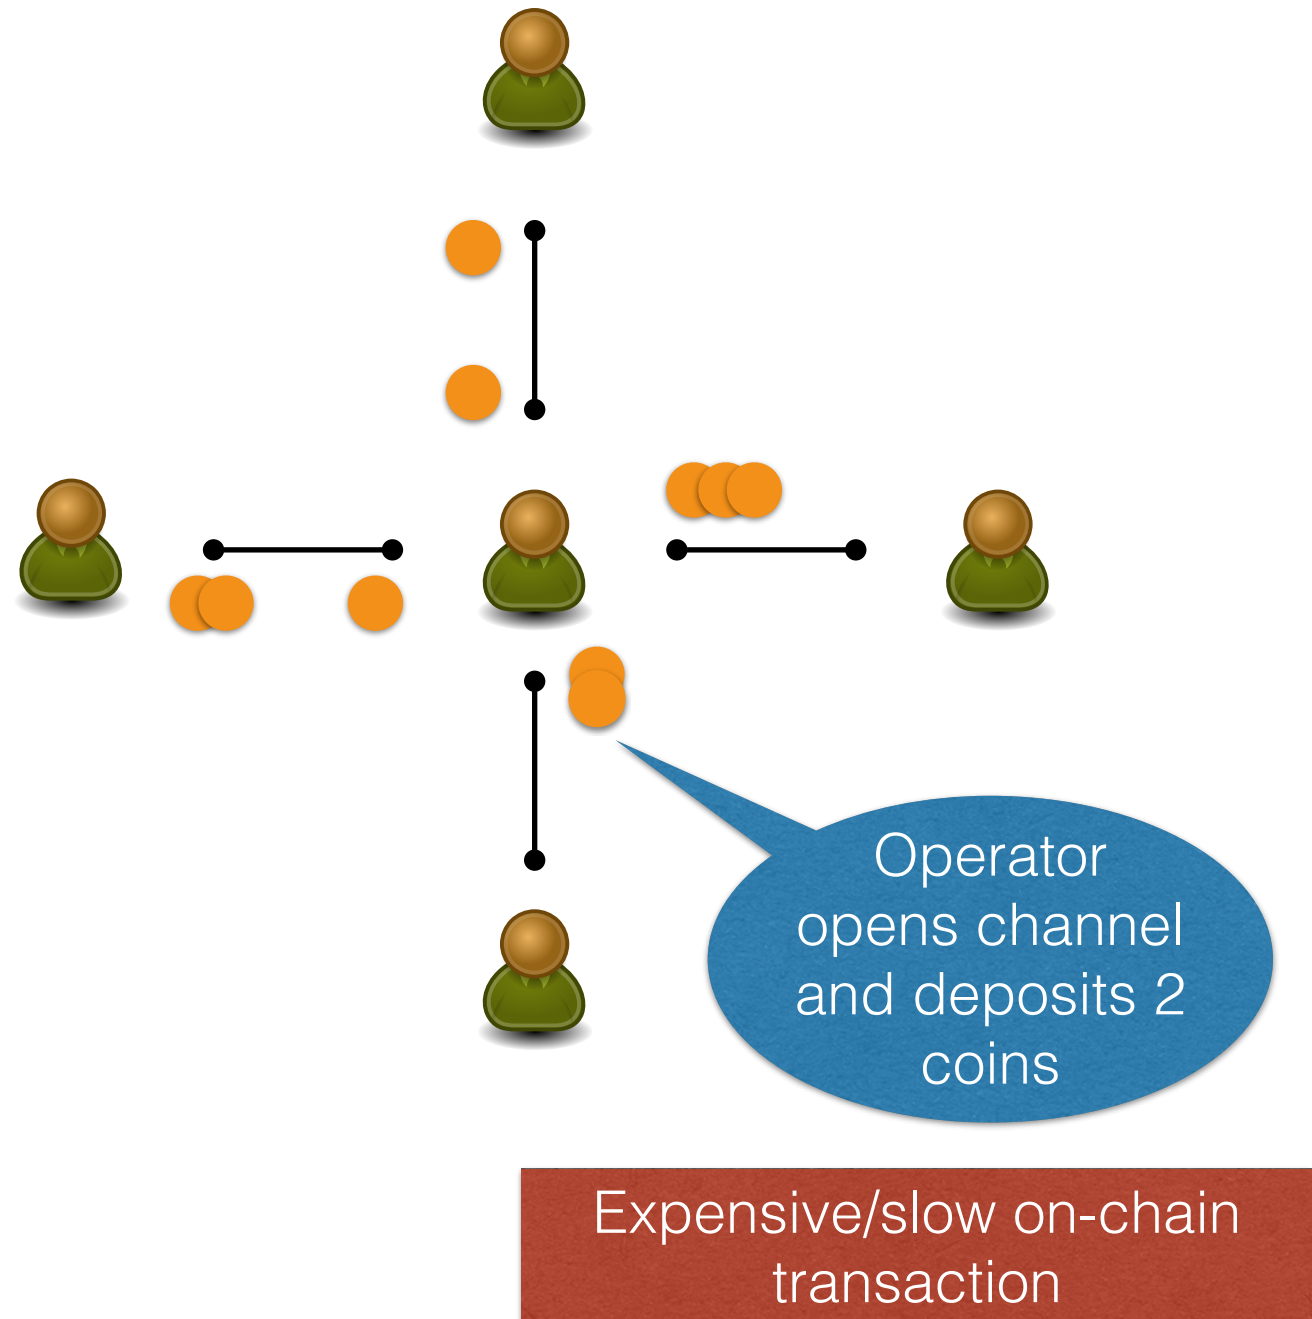 Operator
opens channel
and deposits 2
coins
Expensive/slow on-chain
transaction